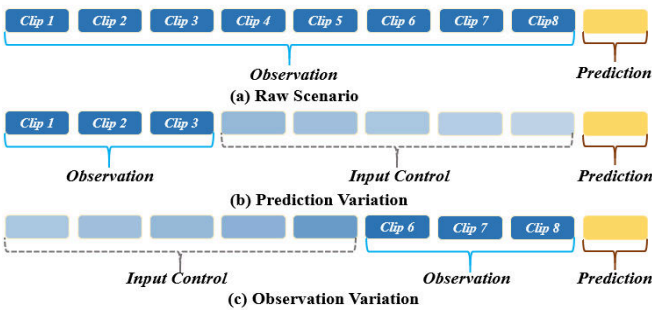 Clip 1 Clip 2 Clip 3 Clip 4 Clip 5 Clip 6 Clip 7 Clip8
Observation Prediction
(a) Raw Scenario
Clip 1 Clip 2 Clip 3
Observation Input Control Prediction
(b) Prediction Variation
Clip 6 Clip 7 Clip 8
Input Control Observation Prediction
(c) Observation Variation